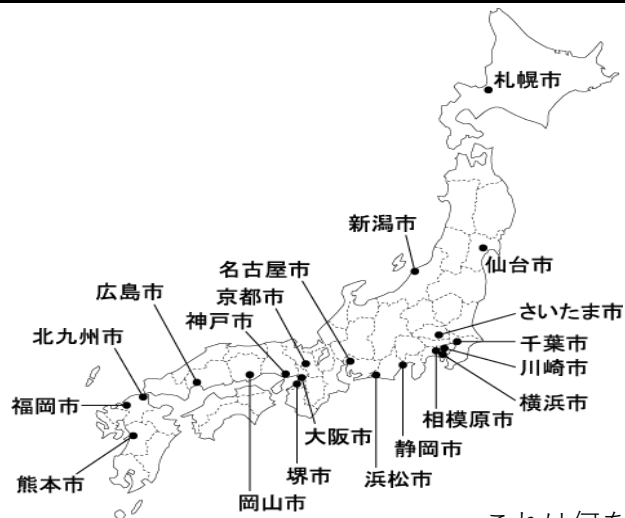 札幌市
新潟市
仙台市
名古屋市
京都市
広島市
神戸市
さいたま市
北九州市
千葉市
川崎市
福岡市
横浜市
相模原市
大阪市
静岡市
堺市
浜松市
熊本市
岡山市